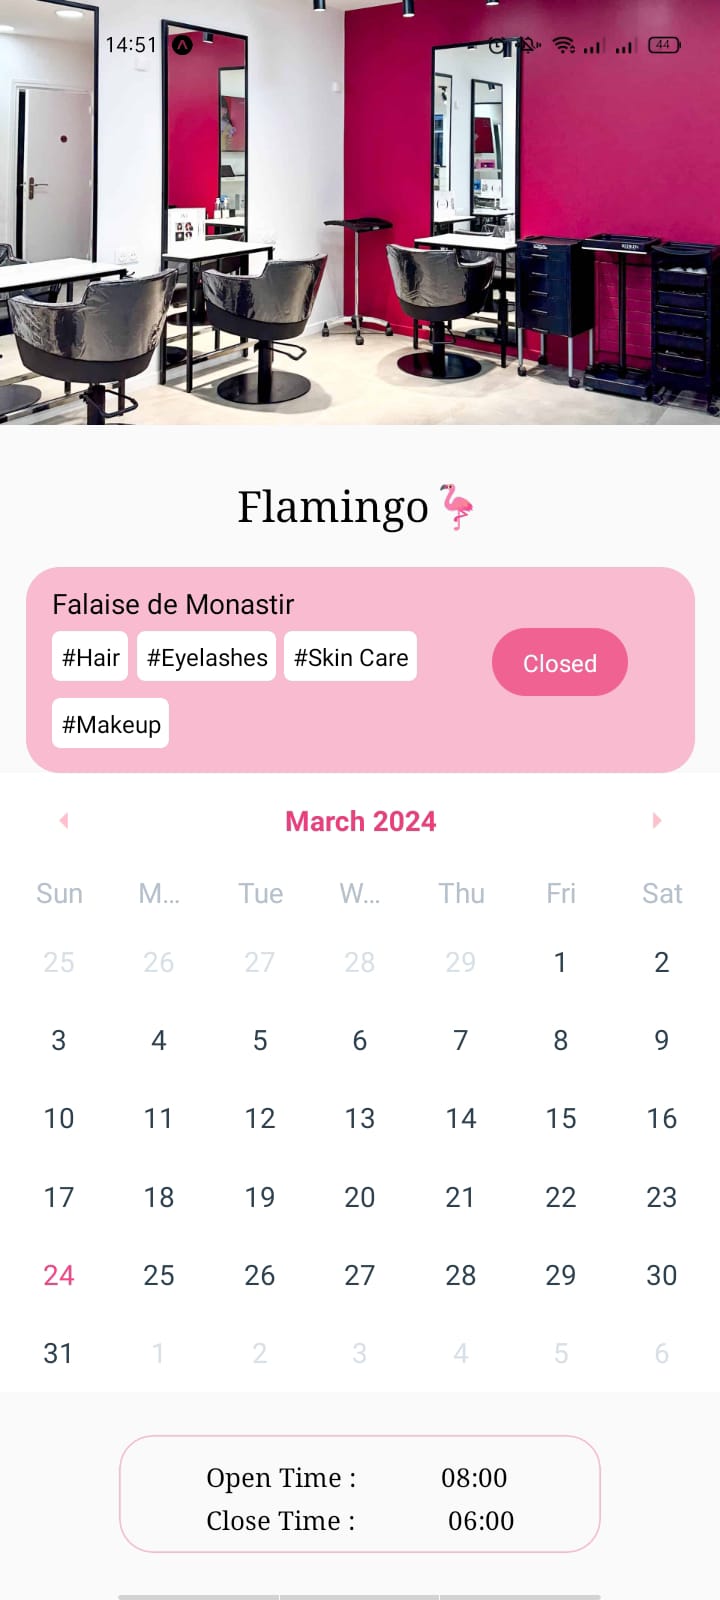 14:51
44
Flamingo🦩
Falaise de Monastir
#Hair #Eyelashes #Skin Care
Closed
#Makeup
March 2024
Sun M... Tue W... Thu Fri Sat
25 26 27 28 29 1 2
3 4 5 6 7 8 9
10 11 12 13 14 15 16
17 18 19 20 21 22 23
24 25 26 27 28 29 30
31 1 2 3 4 5 6
Open Time : 08:00
Close Time : 06:00